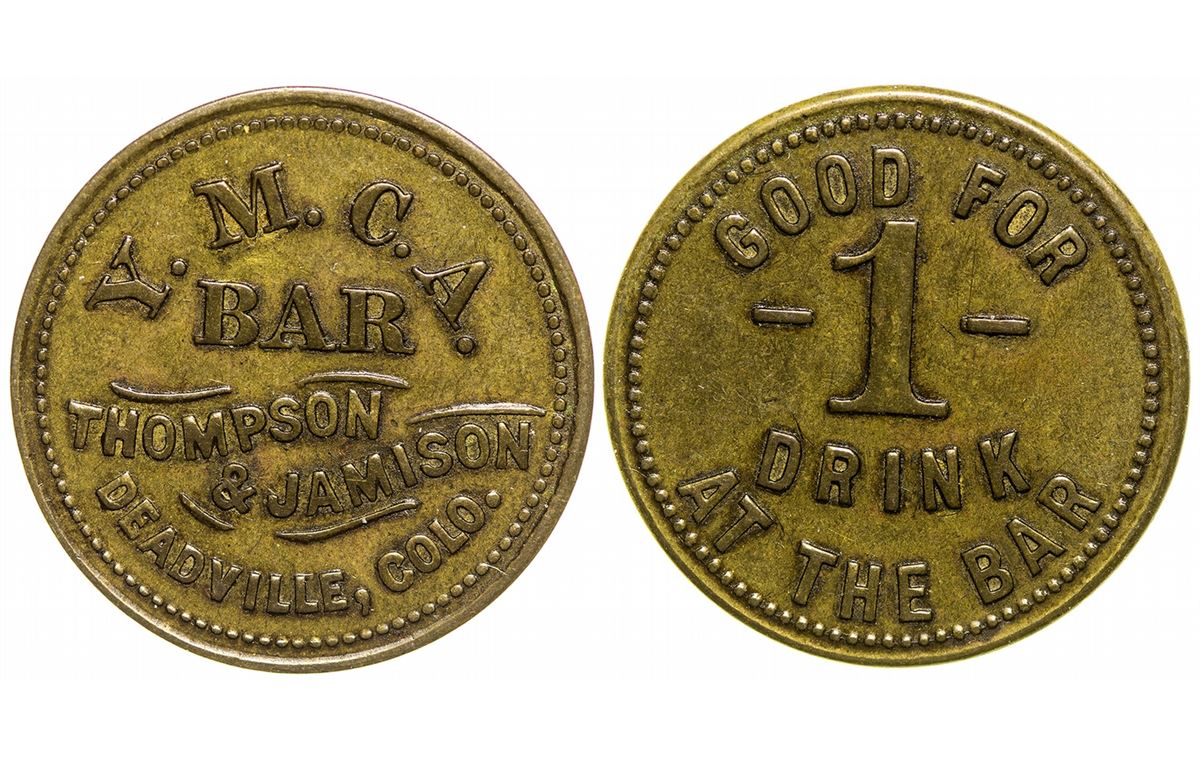 Y. M. C. A.
BAR
THOMPSON
& JAMISON
DEADVILLE, COLO.
GOOD FOR
- 1 -
DRINK
AT THE BAR